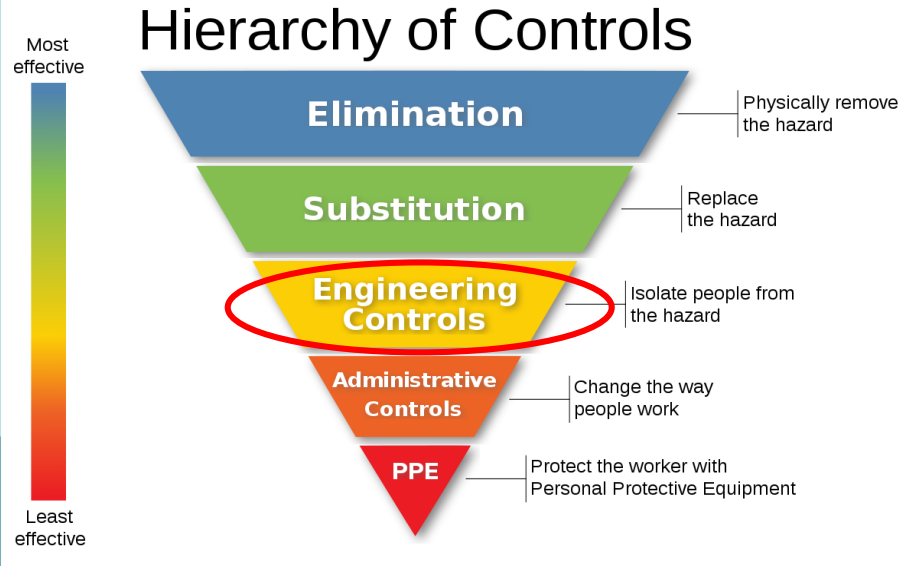 Hierarchy of Controls
Most
effective
Elimination
Physically remove
the hazard
Substitution
Replace
the hazard
Engineering
Controls
Isolate people from
the hazard
Administrative
Controls
Change the way
people work
PPE
Protect the worker with
Personal Protective Equipment
Least
effective